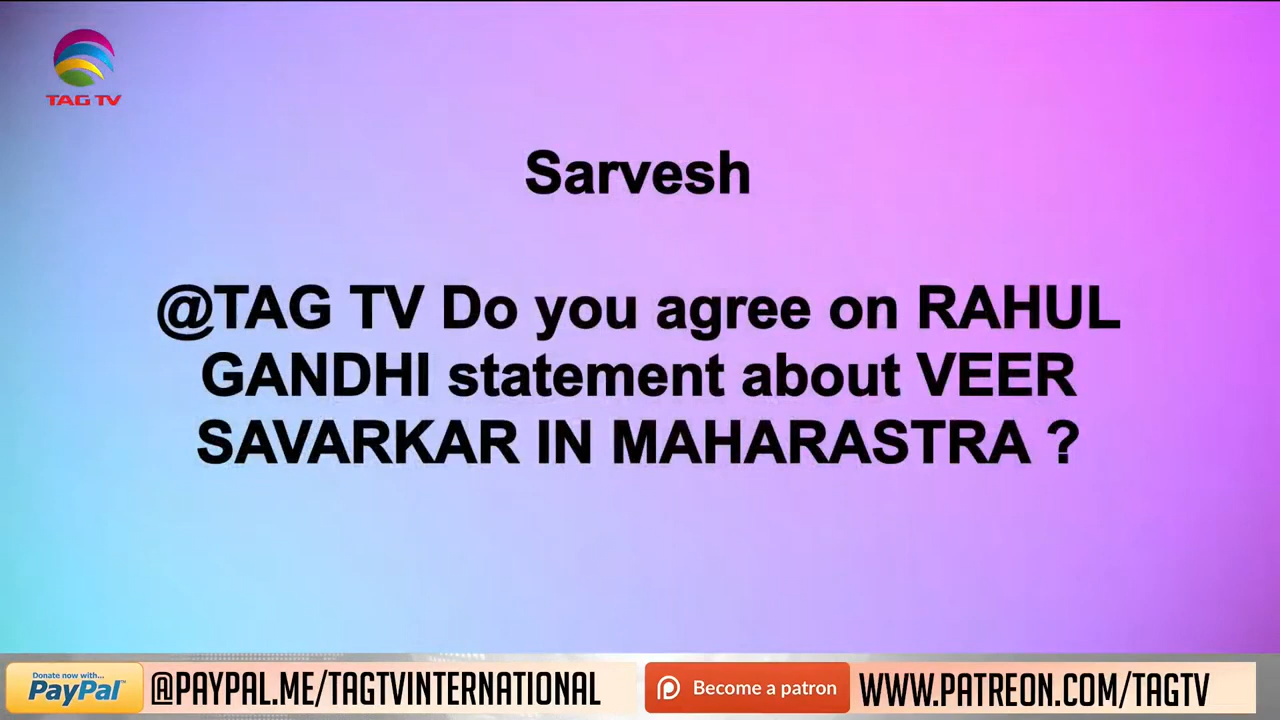 TAG TV
Sarvesh
@TAG TV Do you agree on RAHUL
GANDHI statement about VEER
SAVARKAR IN MAHARASTRA ?
Donate now with...
PayPal™
@PAYPAL.ME/TAGTVINTERNATIONAL
Become a patron
WWW.PATREON.COM/TAGTV